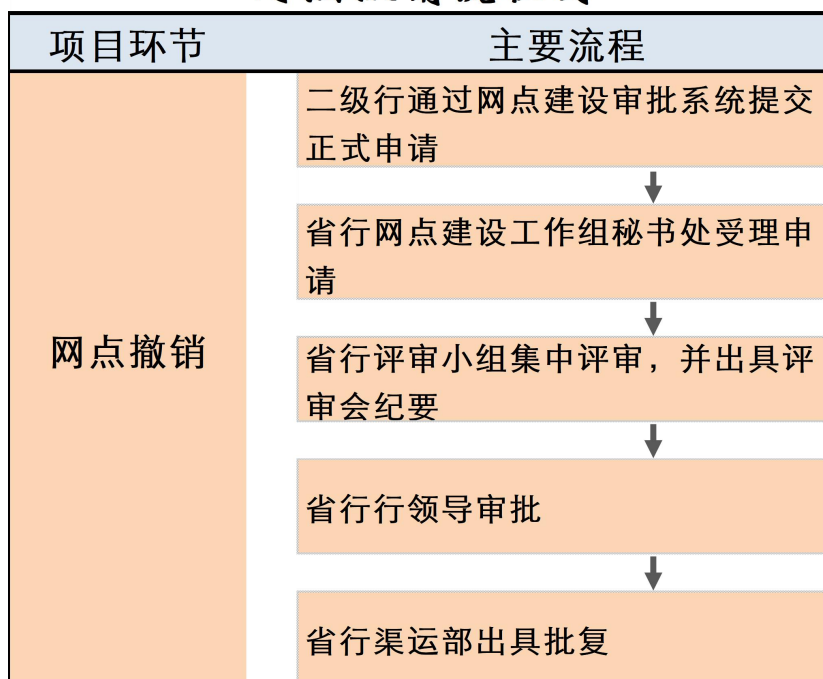 项目环节
主要流程
网点撤销
二级行通过网点建设审批系统提交
正式申请
省行网点建设工作组秘书处受理申
请
省行评审小组集中评审，并出具评
审会纪要
省行行领导审批
省行渠运部出具批复